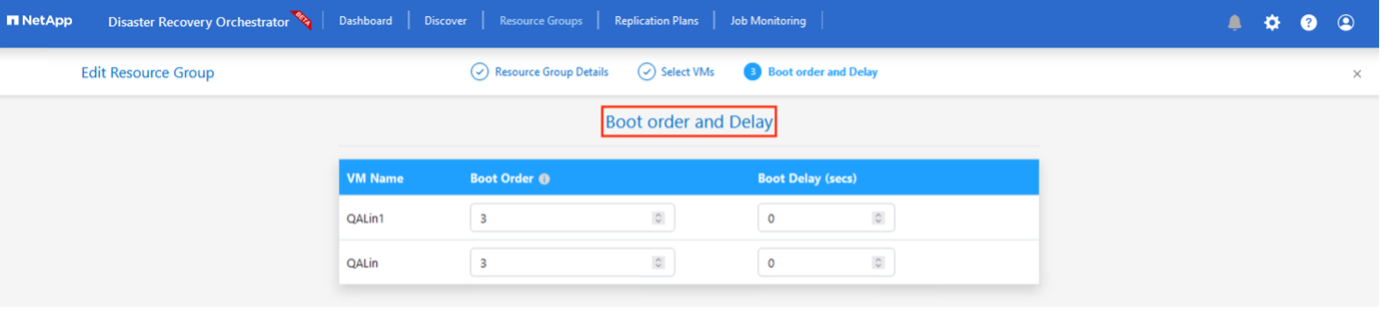 NetApp Disaster Recovery Orchestrator BETA Dashboard Discover Resource Groups Replication Plans Job Monitoring
Edit Resource Group Resource Group Details Select VMs 3 Boot order and Delay
Boot order and Delay
VM Name Boot Order Boot Delay (secs)
QALin1 3 0
QALin 3 0